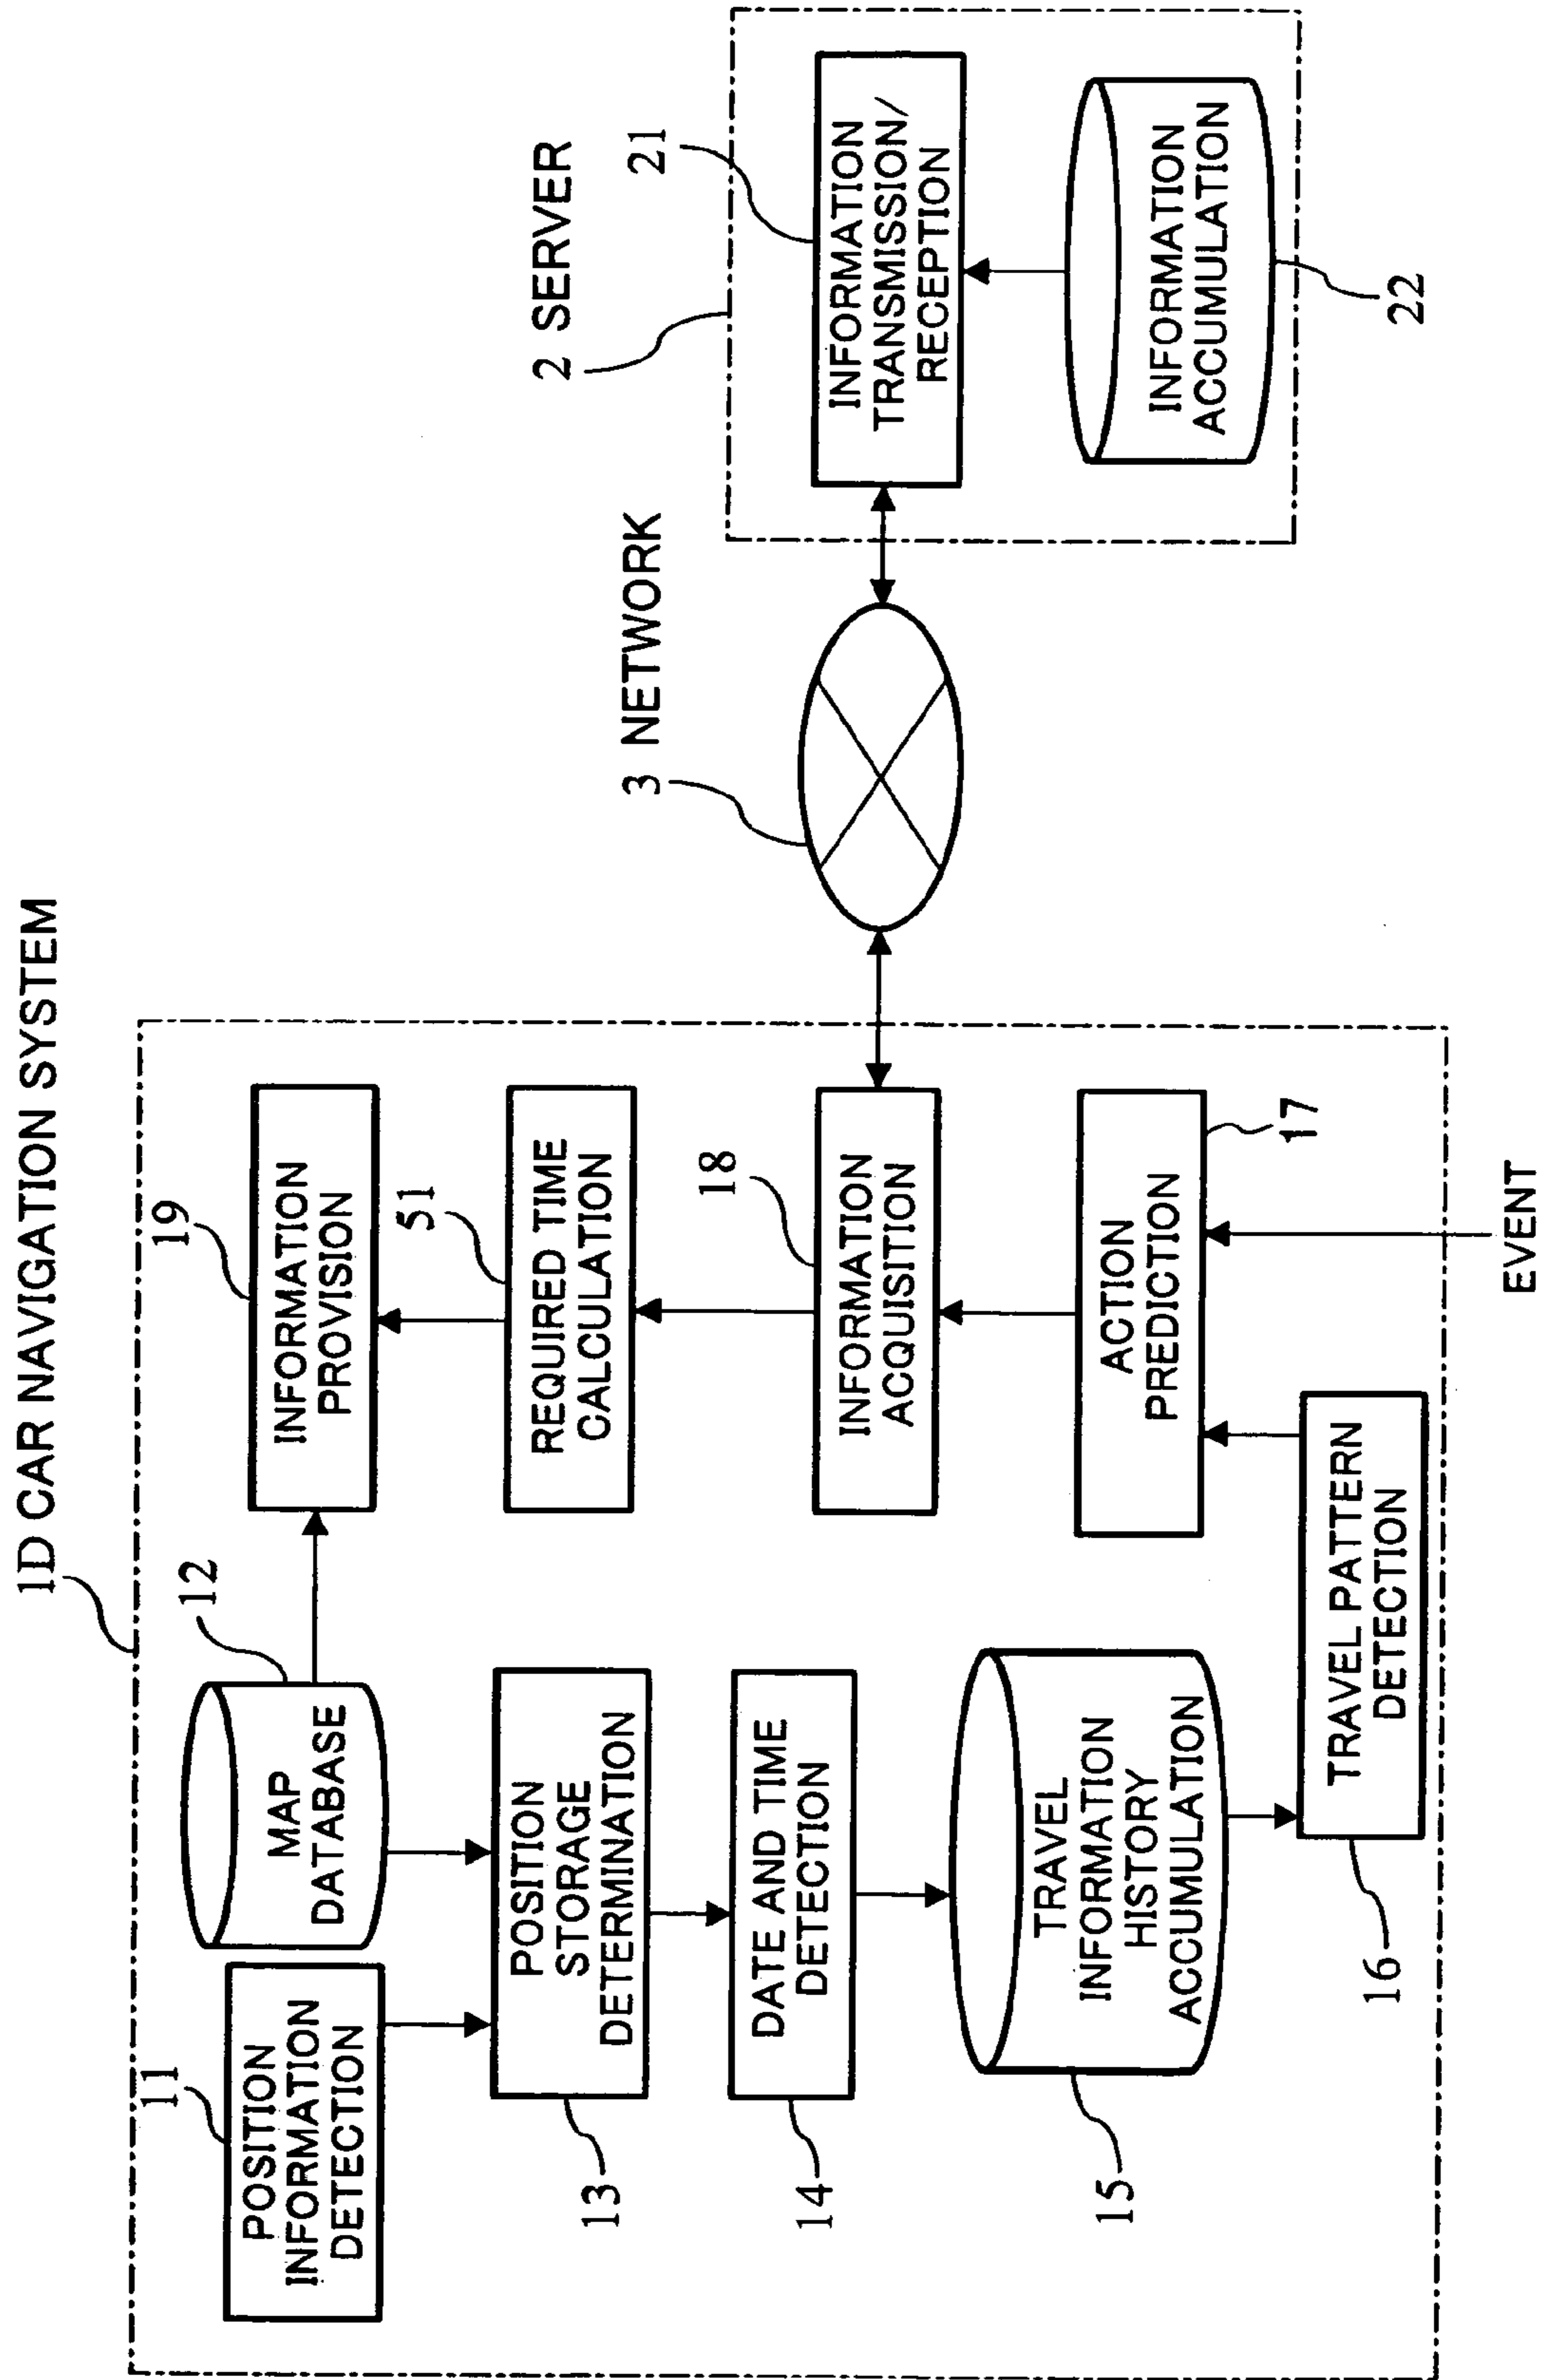 1D CAR NAVIGATION SYSTEM
11
POSITION
INFORMATION
DETECTION
12
MAP
DATABASE
19
INFORMATION
PROVISION
13
POSITION
STORAGE
DETERMINATION
51
REQUIRED TIME
CALCULATION
14
DATE AND TIME
DETECTION
18
INFORMATION
ACQUISITION
15
TRAVEL
INFORMATION
HISTORY
ACCUMULATION
17
ACTION
PREDICTION
16
TRAVEL PATTERN
DETECTION
EVENT
3 NETWORK
2 SERVER
21
INFORMATION
TRANSMISSION/
RECEPTION
INFORMATION
ACCUMULATION
22